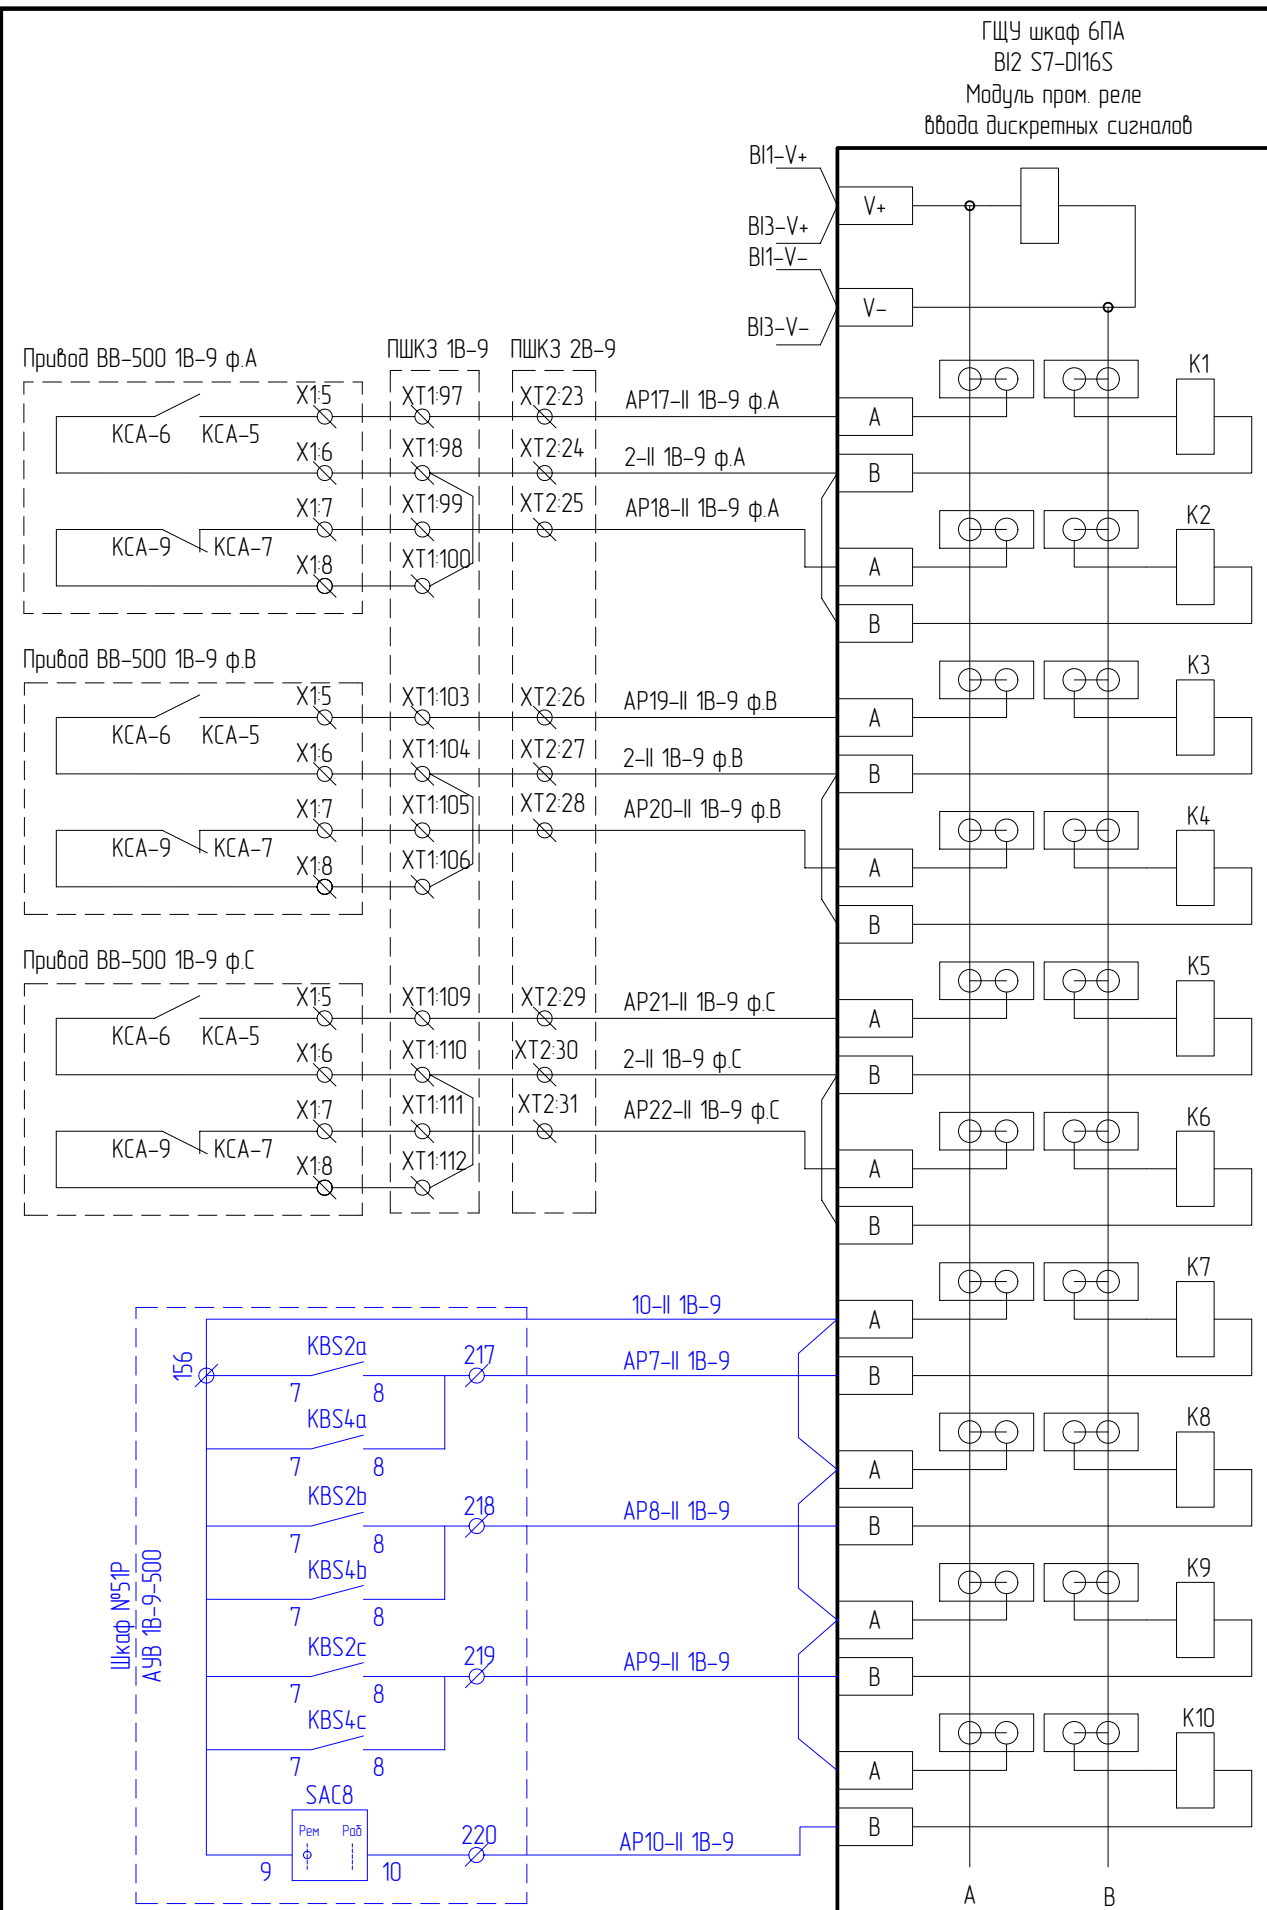 ГЩУ шкаф 6ПА
BI2 S7-DI16S
Модуль пром. реле
ввода дискретных сигналов
BI1-V+
V+
BI3-V+
BI1-V-
V-
BI3-V-
Привод ВВ-500 1В-9 ф.А
ПШКЗ 1В-9
ПШКЗ 2В-9
K1
X1:5
XT1:97
XT2:23
АР17-II 1В-9 ф.А
A
КСА-6
КСА-5
X1:6
XT1:98
XT2:24
2-II 1В-9 ф.А
B
X1:7
XT1:99
XT2:25
АР18-II 1В-9 ф.А
K2
КСА-9
КСА-7
X1:8
XT1:100
A
B
Привод ВВ-500 1В-9 ф.В
K3
X1:5
XT1:103
XT2:26
АР19-II 1В-9 ф.В
A
КСА-6
КСА-5
X1:6
XT1:104
XT2:27
2-II 1В-9 ф.В
B
X1:7
XT1:105
XT2:28
АР20-II 1В-9 ф.В
K4
КСА-9
КСА-7
X1:8
XT1:106
A
B
Привод ВВ-500 1В-9 ф.С
K5
X1:5
XT1:109
XT2:29
АР21-II 1В-9 ф.С
A
КСА-6
КСА-5
X1:6
XT1:110
XT2:30
2-II 1В-9 ф.С
B
X1:7
XT1:111
XT2:31
АР22-II 1В-9 ф.С
K6
КСА-9
КСА-7
X1:8
XT1:112
A
B
K7
10-II 1В-9
A
156
KBS2a
7
8
217
АР7-II 1В-9
B
KBS4a
7
8
K8
A
KBS2b
7
8
218
АР8-II 1В-9
B
KBS4b
7
8
K9
A
Шкаф №51Р
АУВ 1В-9-500
KBS2c
7
8
219
АР9-II 1В-9
B
KBS4c
7
8
K10
A
SAC8
Рем
Раб
9
10
220
АР10-II 1В-9
B
A
B